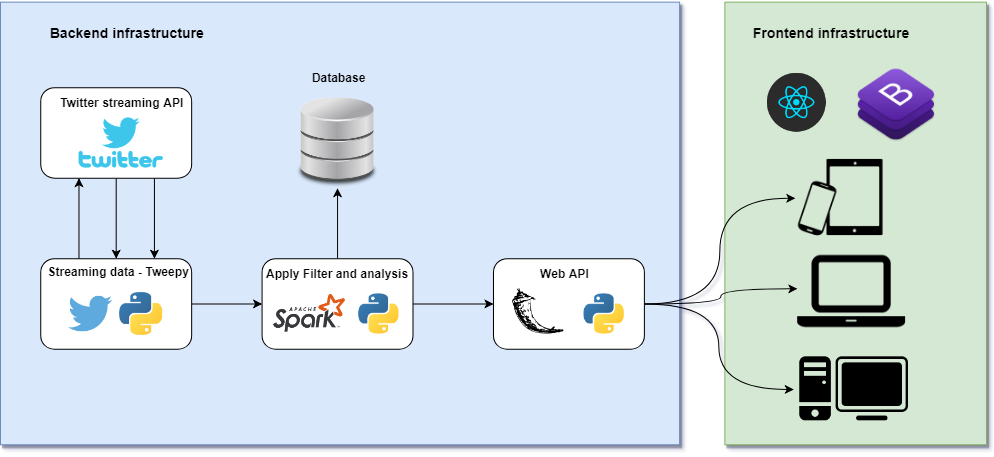 Backend infrastructure
Frontend infrastructure
Database
Twitter streaming API
twitter
B
Streaming data - Tweepy
Apply Filter and analysis
Web API
APACHE
Spark